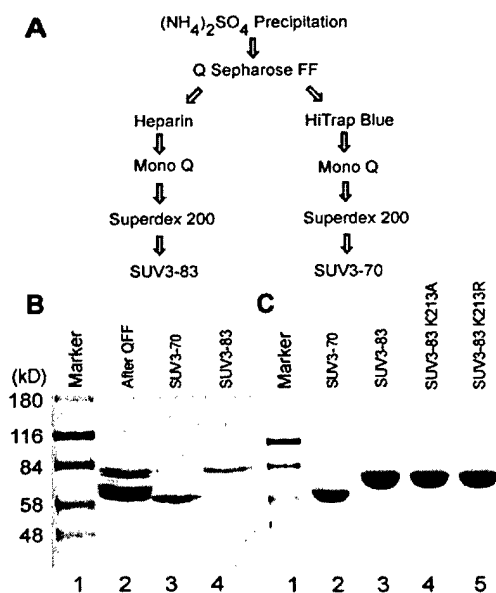 A
(NH4)2SO4 Precipitation
Q Sepharose FF
Heparin HiTrap Blue
Mono Q Mono Q
Superdex 200 Superdex 200
SUV3-83 SUV3-70
B C
(kD) Marker After QFF SUV3-70 SUV3-83 Marker SUV3-70 SUV3-83 SUV3-83 K213A SUV3-83 K213R
180
116
84
58
48
1 2 3 4 1 2 3 4 5